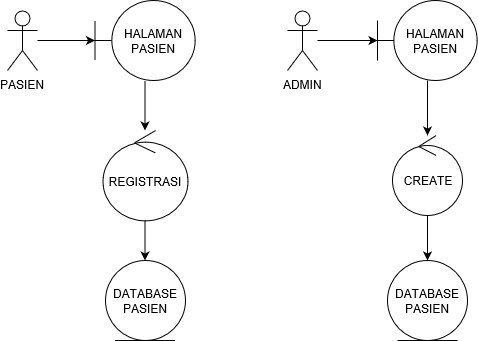 HALAMAN
PASIEN
PASIEN
REGISTRASI
DATABASE
PASIEN
HALAMAN
PASIEN
ADMIN
CREATE
DATABASE
PASIEN